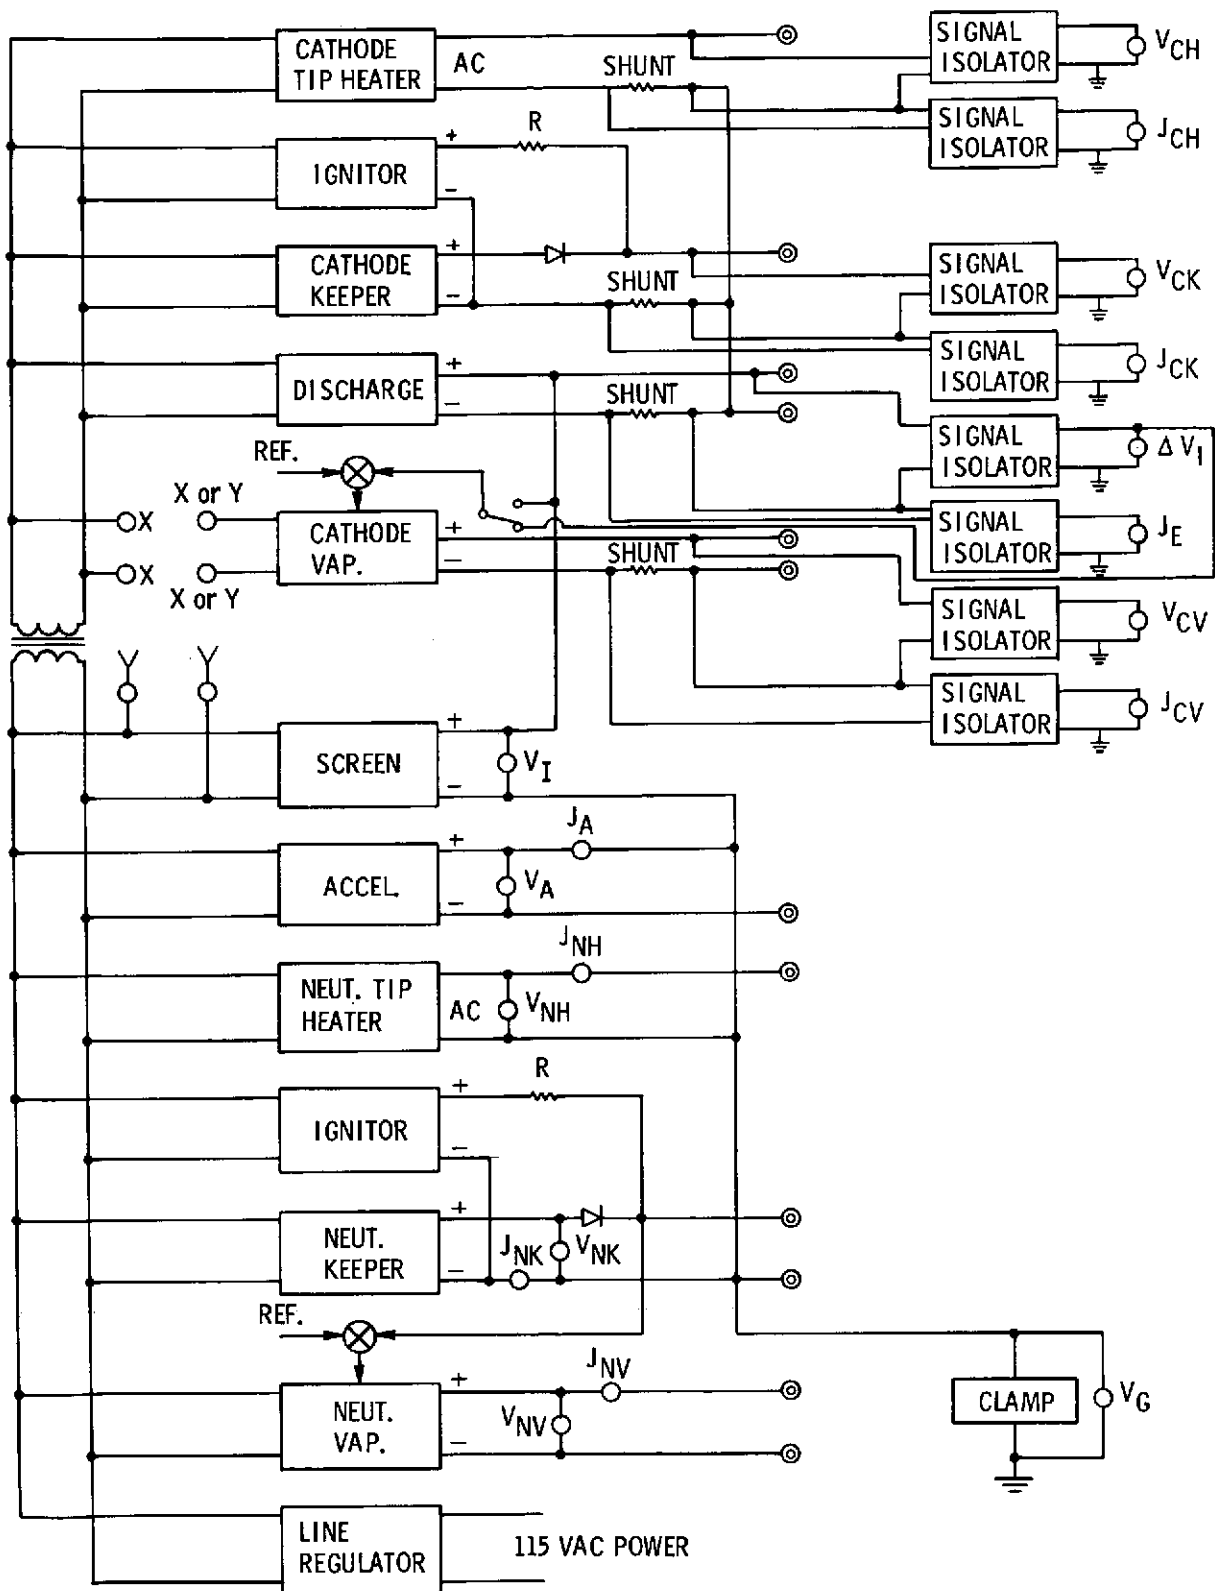 CATHODE
TIP HEATER
AC
SHUNT
SIGNAL
ISOLATOR
V_CH
SIGNAL
ISOLATOR
J_CH
IGNITOR
+
−
R
CATHODE
KEEPER
+
−
SHUNT
SIGNAL
ISOLATOR
V_CK
SIGNAL
ISOLATOR
J_CK
DISCHARGE
+
−
SHUNT
SIGNAL
ISOLATOR
Δ V_I
SIGNAL
ISOLATOR
J_E
REF.
X or Y
X
X
X or Y
CATHODE
VAP.
+
−
SHUNT
SIGNAL
ISOLATOR
V_CV
SIGNAL
ISOLATOR
J_CV
Y
Y
SCREEN
+
−
V_I
ACCEL.
+
−
J_A
V_A
NEUT. TIP
HEATER
AC
J_NH
V_NH
IGNITOR
+
−
R
NEUT.
KEEPER
+
−
J_NK
V_NK
REF.
NEUT.
VAP.
+
−
J_NV
V_NV
CLAMP
V_G
LINE
REGULATOR
115 VAC POWER